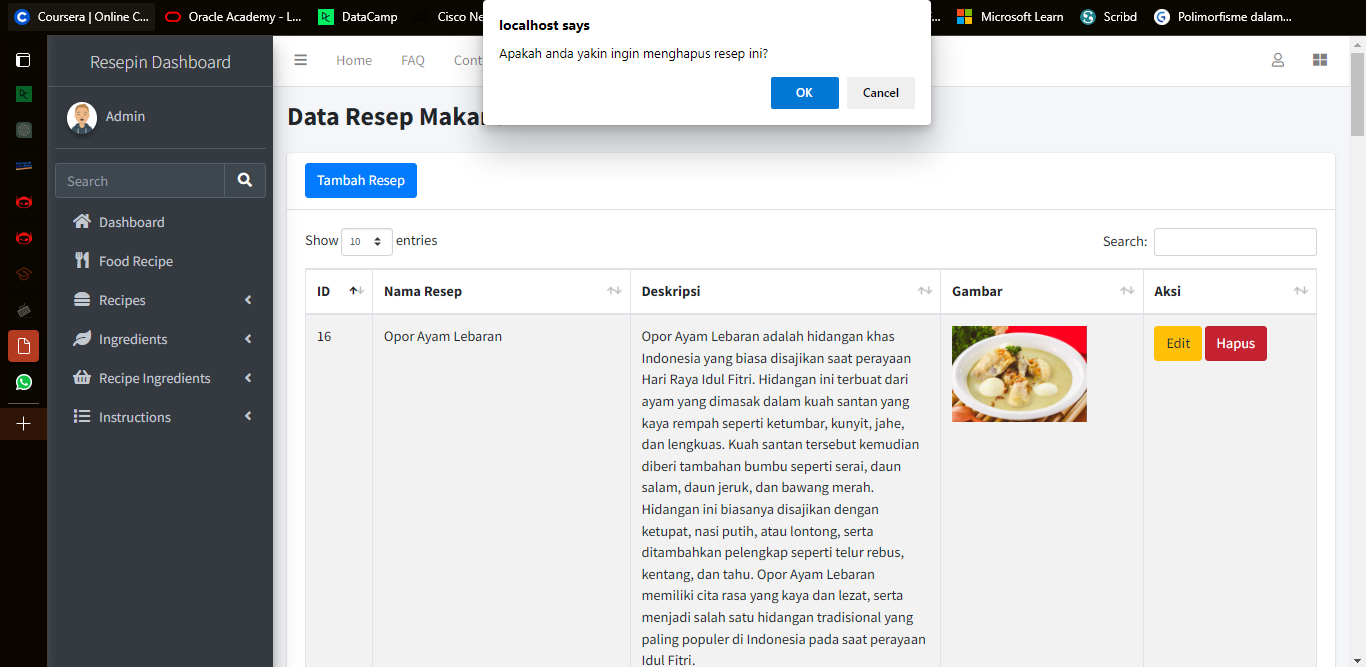 Coursera | Online C...
Oracle Academy - L...
DataCamp
Cisco Ne
Microsoft Learn
Scribd
Polimorfisme dalam...
localhost says
Apakah anda yakin ingin menghapus resep ini?
OK
Cancel
Resepin Dashboard
Home
FAQ
Cont
Admin
Search
Dashboard
Food Recipe
Recipes
Ingredients
Recipe Ingredients
Instructions
Data Resep Maka
Tambah Resep
Show 10 entries
Search:
ID
Nama Resep
Deskripsi
Gambar
Aksi
16
Opor Ayam Lebaran
Opor Ayam Lebaran adalah hidangan khas
Indonesia yang biasa disajikan saat perayaan
Hari Raya Idul Fitri. Hidangan ini terbuat dari
ayam yang dimasak dalam kuah santan yang
kaya rempah seperti ketumbar, kunyit, jahe,
dan lengkuas. Kuah santan tersebut kemudian
diberi tambahan bumbu seperti serai, daun
salam, daun jeruk, dan bawang merah.
Hidangan ini biasanya disajikan dengan
ketupat, nasi putih, atau lontong, serta
ditambahkan pelengkap seperti telur rebus,
kentang, dan tahu. Opor Ayam Lebaran
memiliki cita rasa yang kaya dan lezat, serta
menjadi salah satu hidangan tradisional yang
paling populer di Indonesia pada saat perayaan
Idul Fitri.
Edit
Hapus